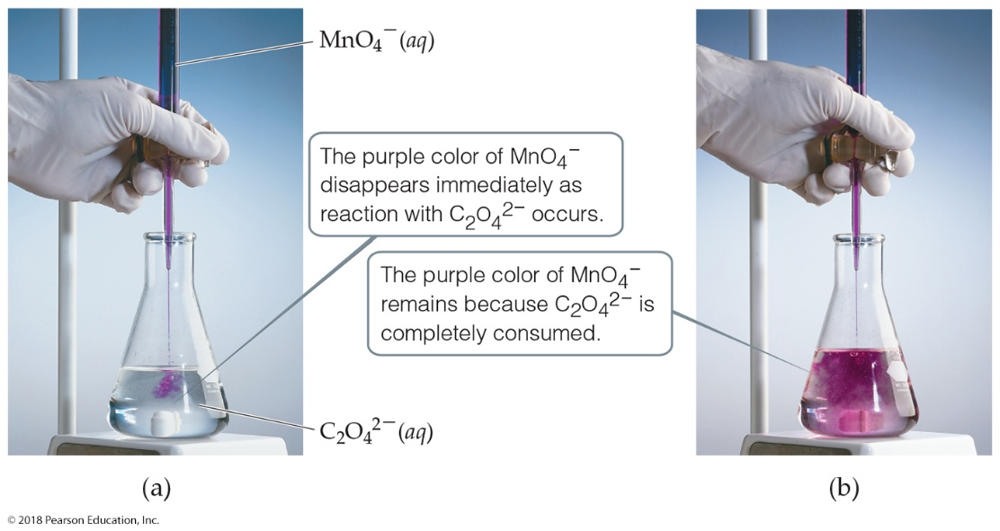 MnO₄⁻(aq)
The purple color of MnO₄⁻
disappears immediately as
reaction with C₂O₄²⁻ occurs.
The purple color of MnO₄⁻
remains because C₂O₄²⁻ is
completely consumed.
C₂O₄²⁻(aq)
(a)
(b)
© 2018 Pearson Education, Inc.